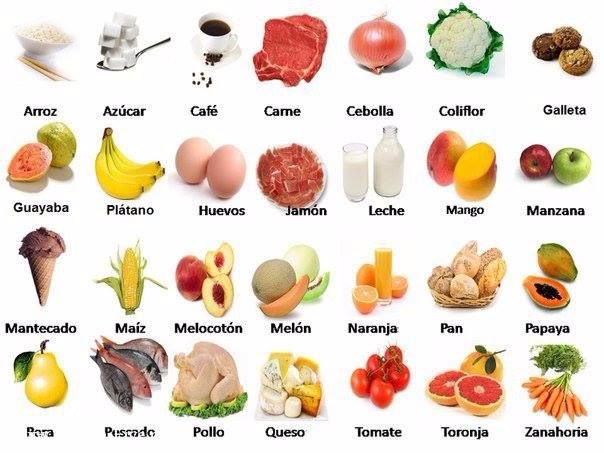 Arroz Azúcar Café Carne Cebolla Coliflor Galleta
Guayaba Plátano Huevos Jamón Leche Mango Manzana
Mantecado Maíz Melocotón Melón Naranja Pan Papaya
Pera Pescado Pollo Queso Tomate Toronja Zanahoria